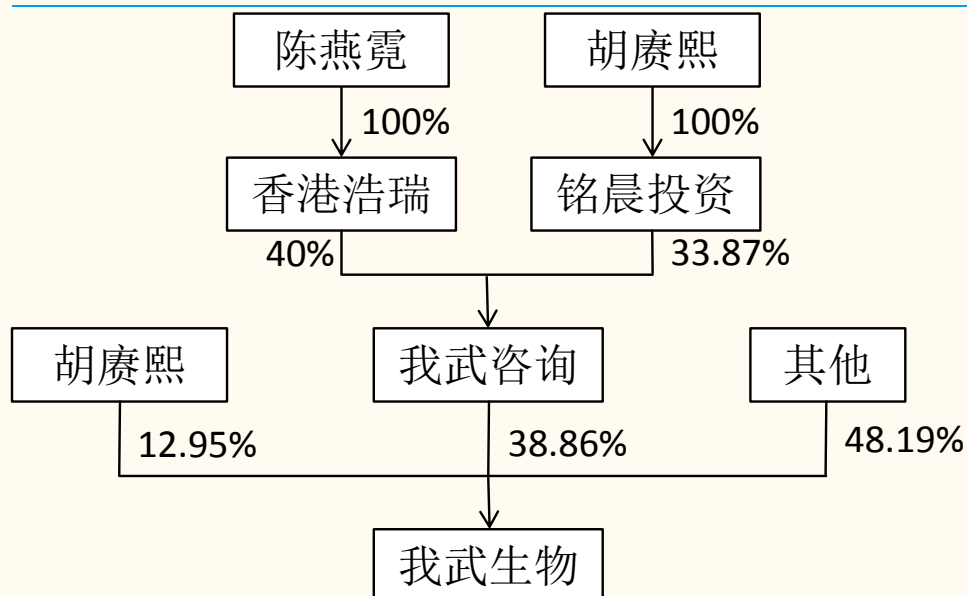 陈燕霓
胡赓熙
100%
100%
香港浩瑞
铭晨投资
40%
33.87%
胡赓熙
我武咨询
其他
12.95%
38.86%
48.19%
我武生物